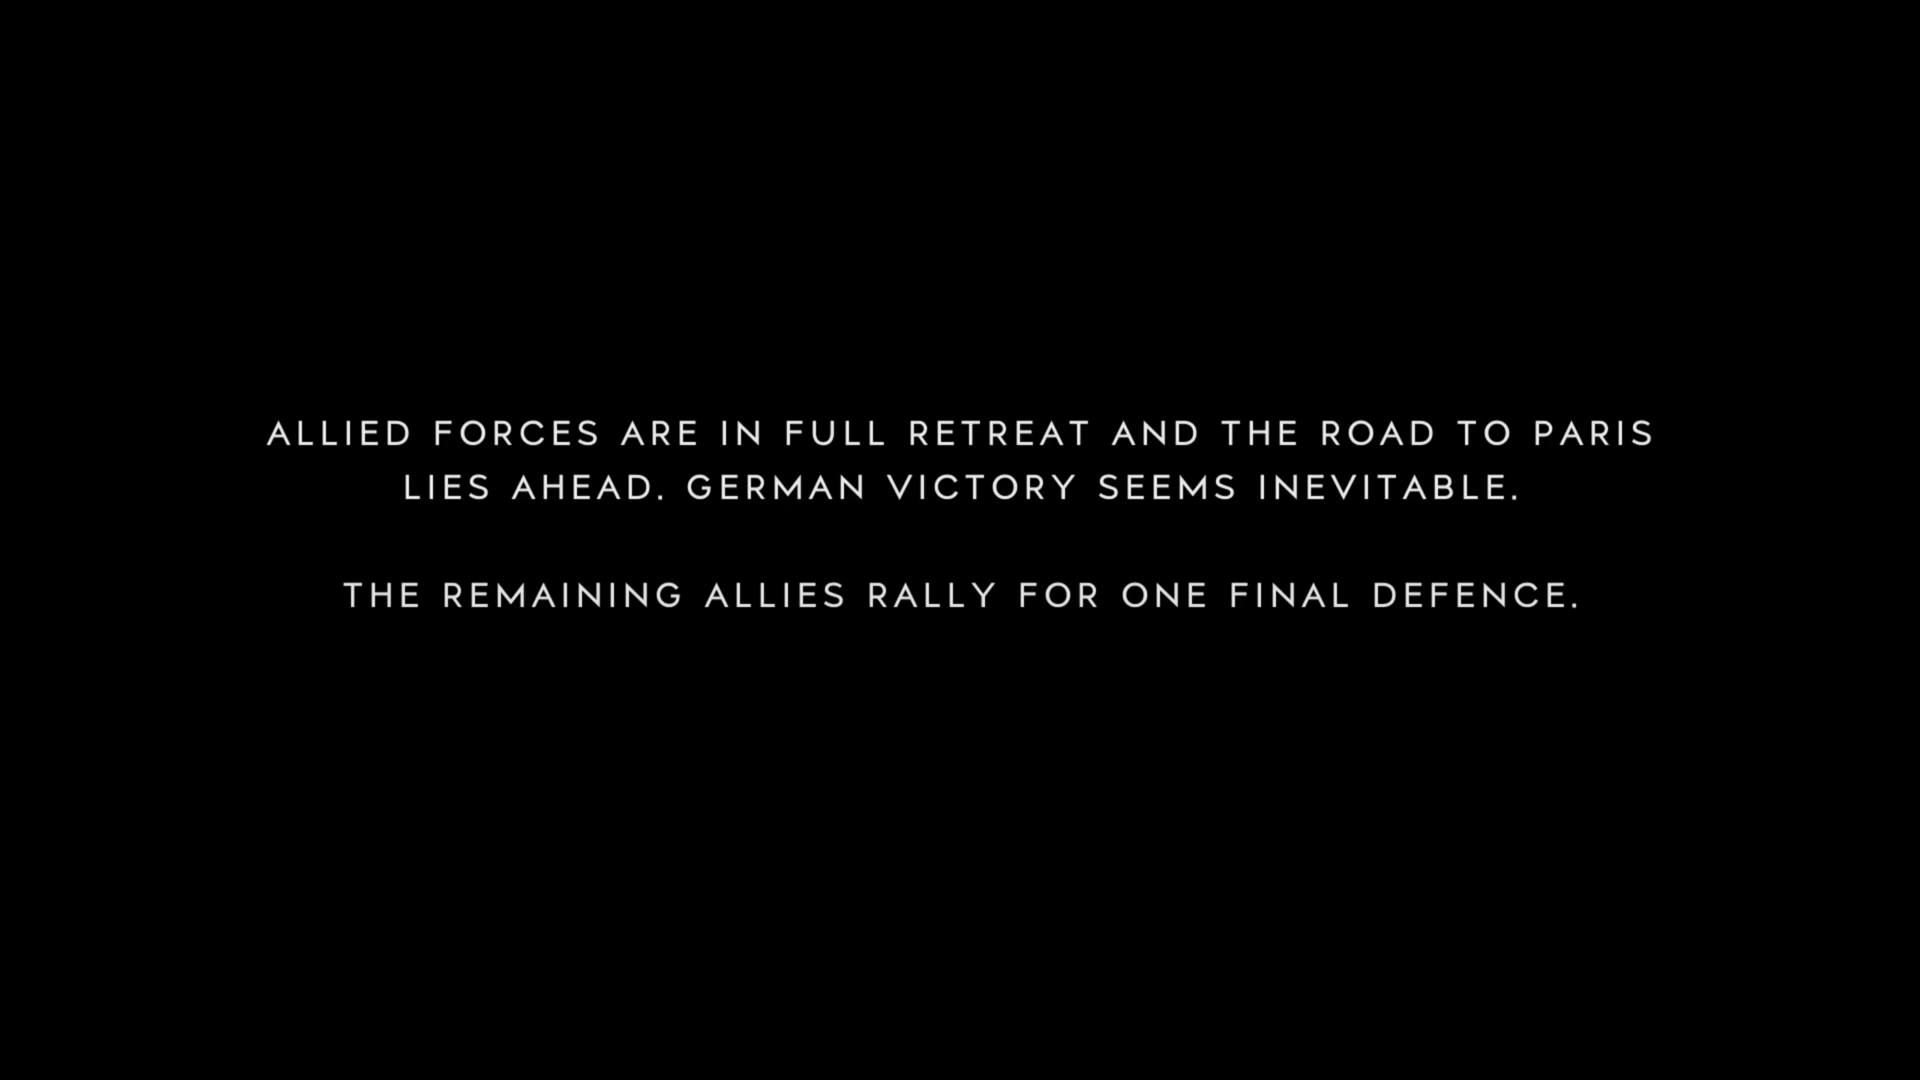 ALLIED FORCES ARE IN FULL RETREAT AND THE ROAD TO PARIS
LIES AHEAD. GERMAN VICTORY SEEMS INEVITABLE.
THE REMAINING ALLIES RALLY FOR ONE FINAL DEFENCE.